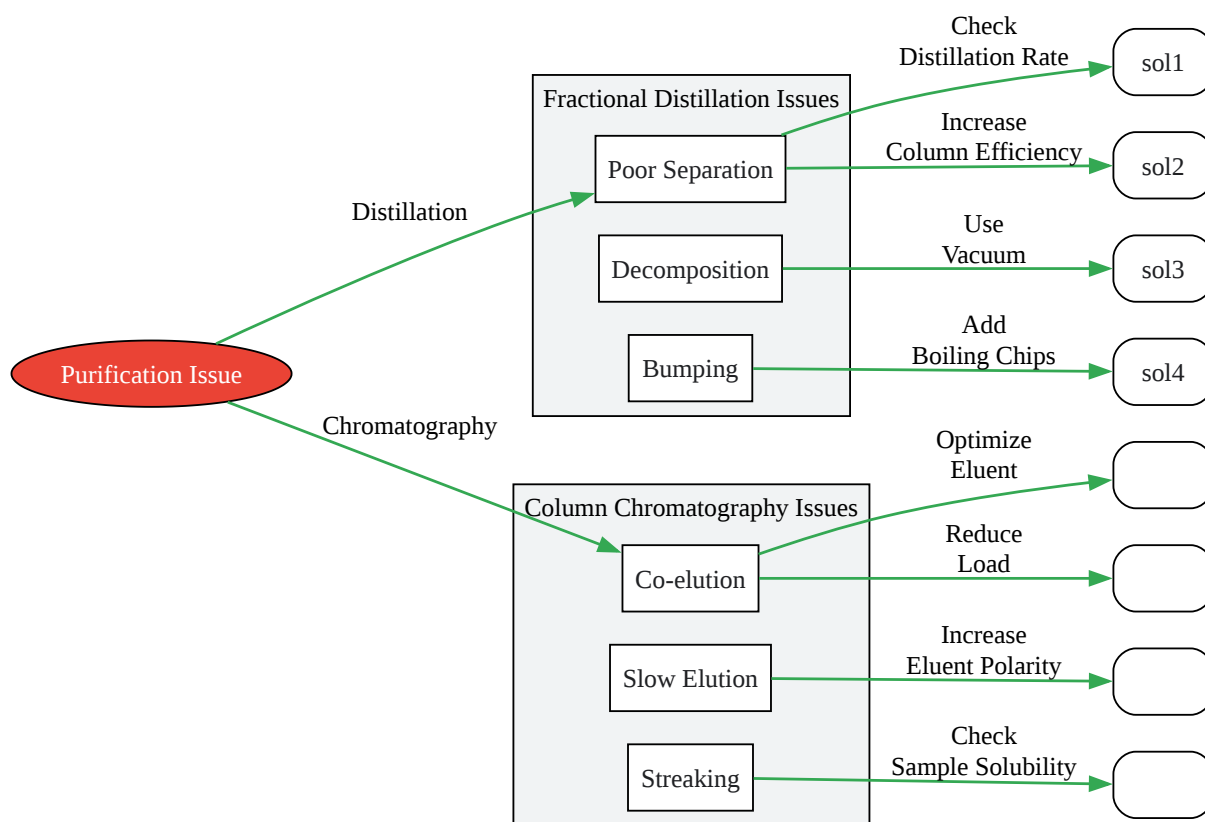 Check
Distillation Rate
sol1
Fractional Distillation Issues
Increase
Column Efficiency
Poor Separation
sol2
Distillation
Use
Vacuum
Decomposition
sol3
Add
Boiling Chips
Bumping
sol4
Purification Issue
Chromatography
Optimize
Eluent
Column Chromatography Issues
Reduce
Load
Co-elution
Increase
Eluent Polarity
Slow Elution
Check
Sample Solubility
Streaking